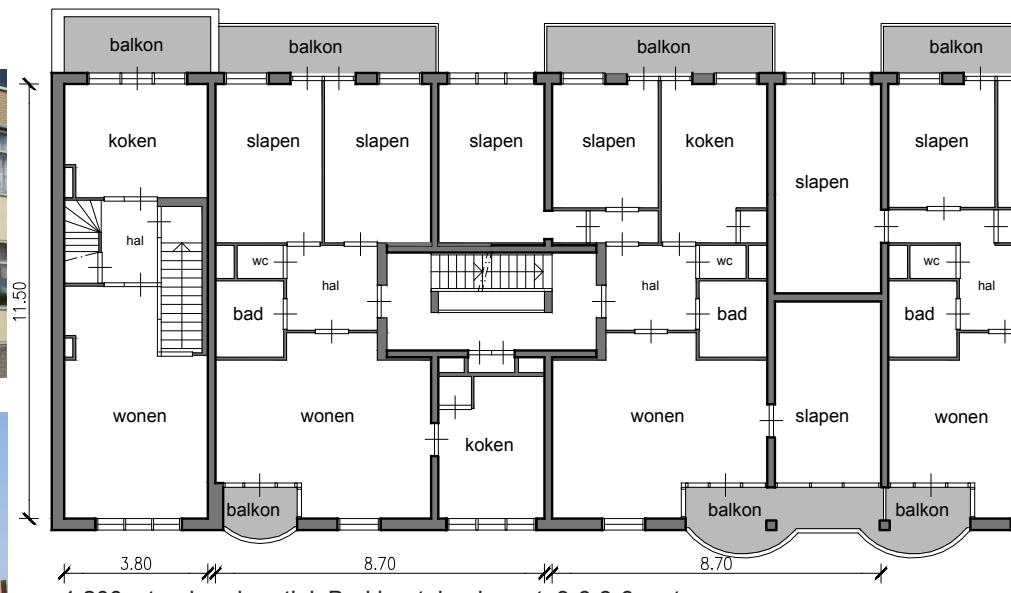 balkon balkon balkon balkon
koken slapen slapen slapen slapen koken slapen
slapen
hal wc hal wc wc hal
11.50
bad bad bad
wonen wonen wonen slapen wonen
koken
balkon balkon balkon
3.80 8.70 8.70